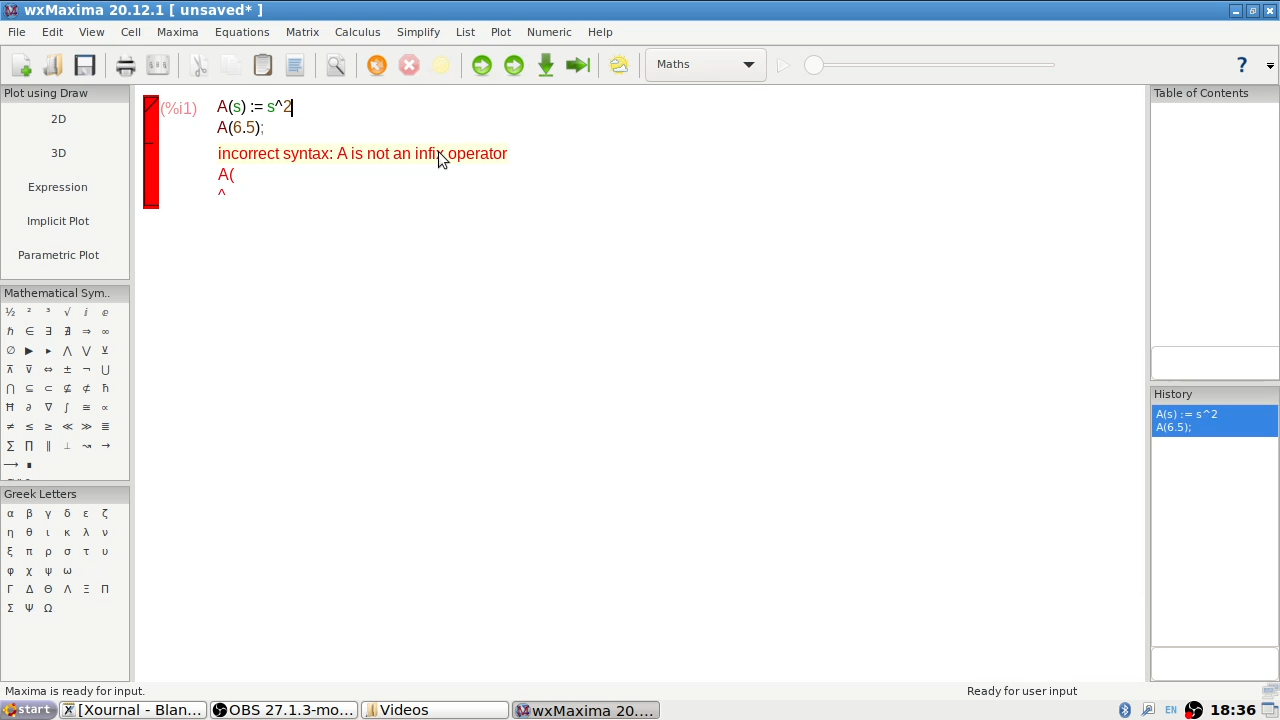 wxMaxima 20.12.1 [ unsaved* ]
File Edit View Cell Maxima Equations Matrix Calculus Simplify List Plot Numeric Help
Maths
?
Plot using Draw
2D
3D
Expression
Implicit Plot
Parametric Plot
Mathematical Sym..
½ ² ³ √ ⅈ ⅇ
ℏ ∈ ∃ ∄ ⇒ ∞
∅ ▶ ▸ ⋀ ⋁ ⊻
⊼ ⊽ ⇔ ± ¬ ⋃
⋂ ⊆ ⊂ ⊈ ⊄ ħ
Ħ ∂ ∇ ∫ ≅ ∝
≠ ≤ ≥ ≪ ≫ ≣
∑ ∏ ∥ ⟂ ↝ →
⟶ ∎
Greek Letters
α β γ δ ε ζ
η θ ι κ λ ν
ξ π ρ σ τ υ
φ χ ψ ω
Γ Δ Θ Λ Ξ Π
Σ Ψ Ω
(%i1) A(s) := s^2
A(6.5);
incorrect syntax: A is not an infix operator
A(
^
Table of Contents
History
A(s) := s^2
A(6.5);
Maxima is ready for input.
Ready for user input
start
[Xournal - Blan...
OBS 27.1.3-mo...
Videos
wxMaxima 20....
EN
18:36